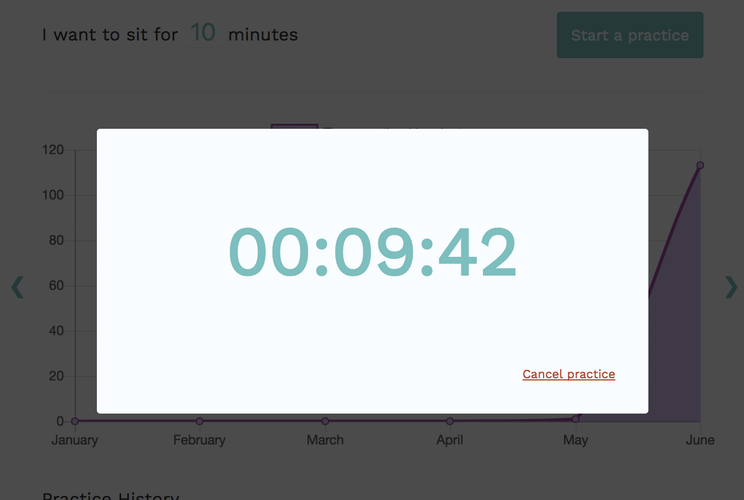 I want to sit for 10 minutes
Start a practice
120
100
80
60
40
20
0
00:09:42
Cancel practice
January February March April May June
Practice History